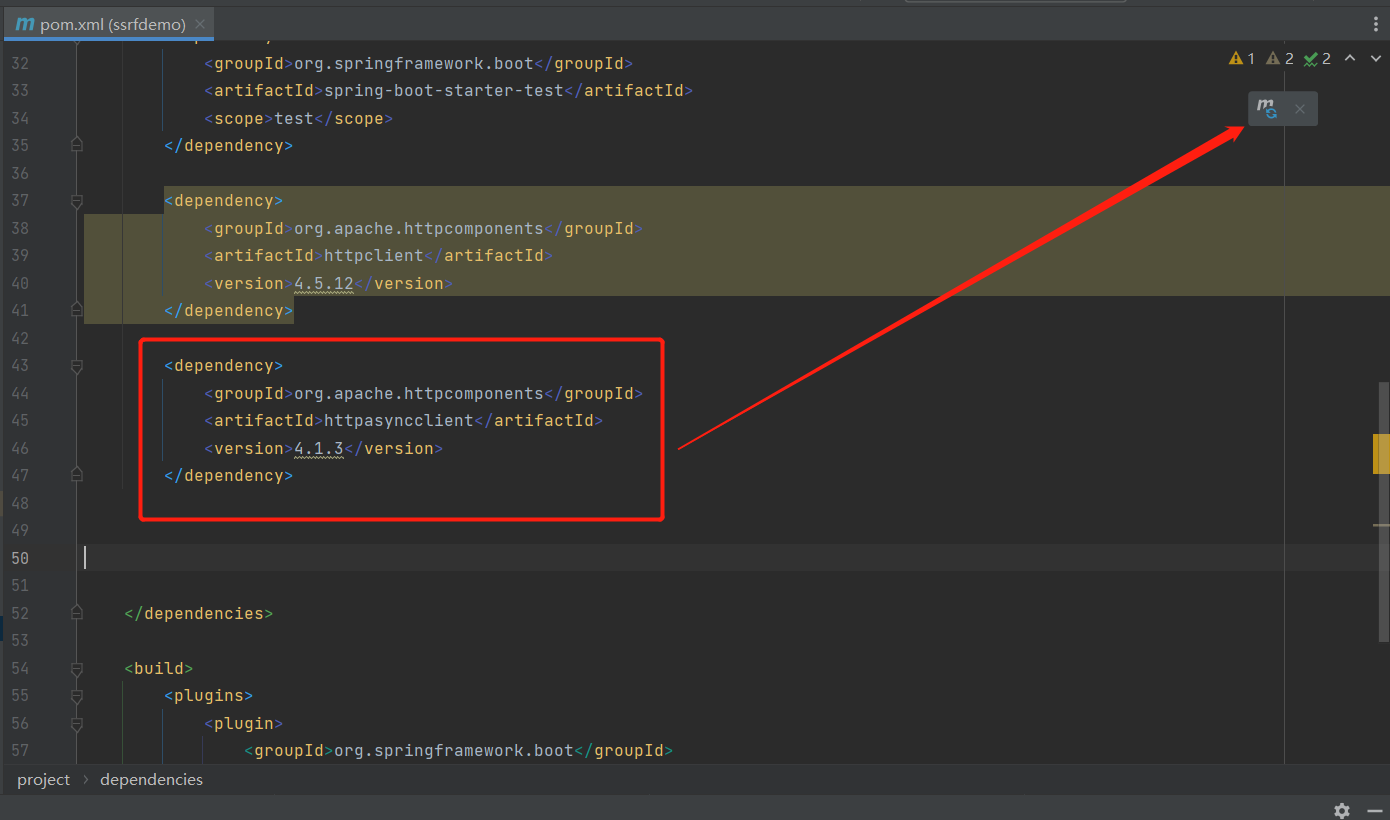 m pom.xml (ssrfdemo)
1 2 2
32 <groupId>org.springframework.boot</groupId>
33 <artifactId>spring-boot-starter-test</artifactId>
34 <scope>test</scope>
35 </dependency>
36
37 <dependency>
38 <groupId>org.apache.httpcomponents</groupId>
39 <artifactId>httpclient</artifactId>
40 <version>4.5.12</version>
41 </dependency>
42
43 <dependency>
44 <groupId>org.apache.httpcomponents</groupId>
45 <artifactId>httpasyncclient</artifactId>
46 <version>4.1.3</version>
47 </dependency>
48
49
50
51
52 </dependencies>
53
54 <build>
55 <plugins>
56 <plugin>
57 <groupId>org.springframework.boot</groupId>
project > dependencies